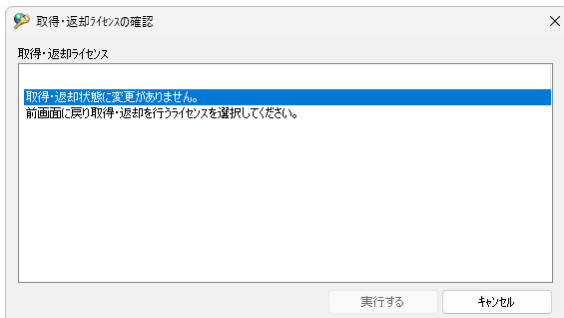 取得・返却ﾗｲｾﾝｽの確認
取得・返却ﾗｲｾﾝｽ
取得・返却状態に変更がありません。
前画面に戻り取得・返却を行うﾗｲｾﾝｽを選択してください。
実行する
ｷｬﾝｾﾙ